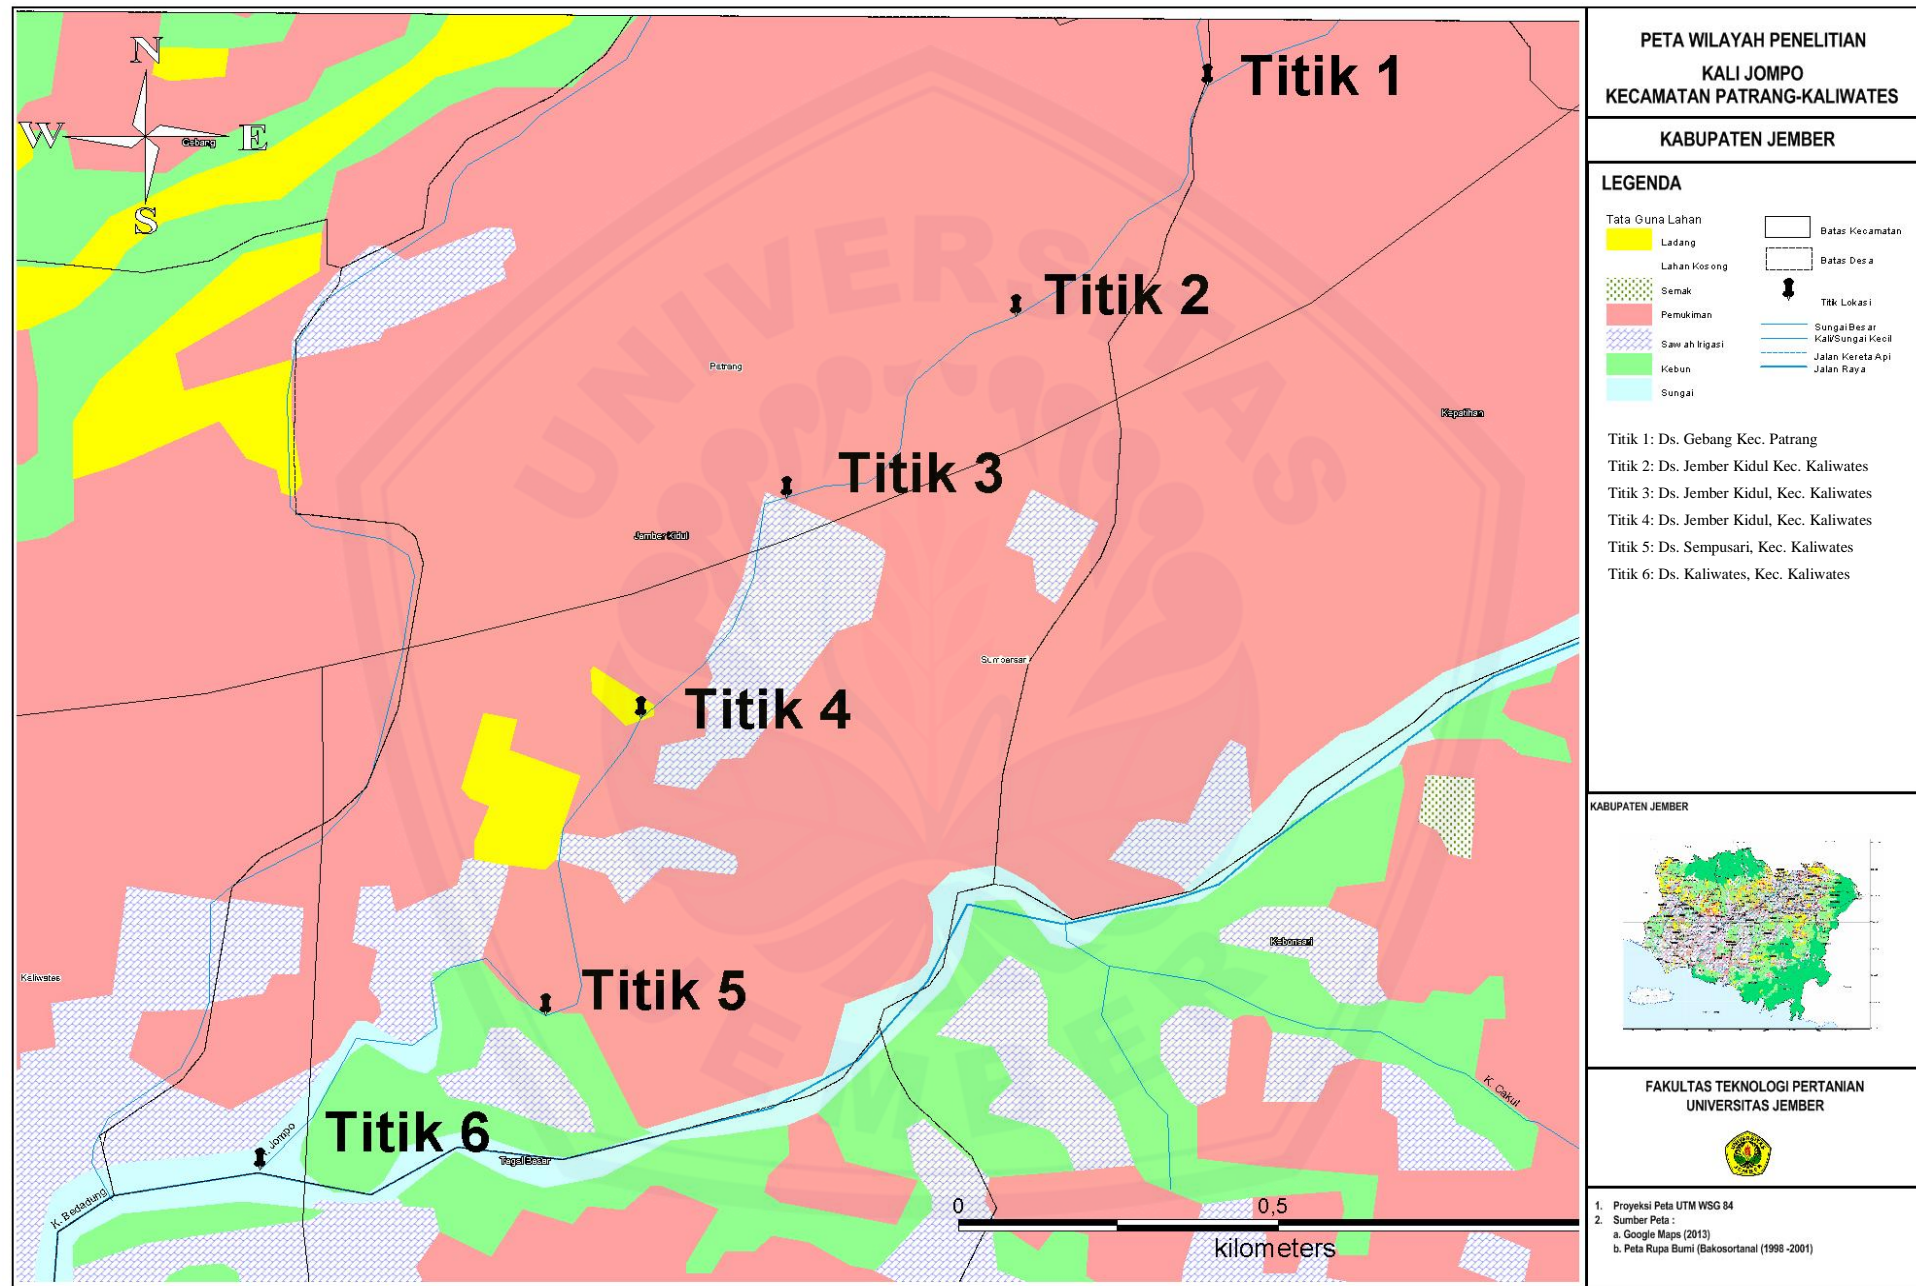 N
W
E
S
Gebang
Titik 1
Titik 2
Patrang
Kepatihan
Titik 3
Jember Kidul
Sumbersari
Titik 4
Kebonsari
Kaliwates
Titik 5
K. Cakul
Titik 6
Jompo
Tegal Besar
K. Bedadung
0
0,5
kilometers
UNIVERSITAS
JEMBER
PETA WILAYAH PENELITIAN
KALI JOMPO
KECAMATAN PATRANG-KALIWATES
KABUPATEN JEMBER
LEGENDA
Tata Guna Lahan
Ladang
Lahan Kosong
Semak
Pemukiman
Sawah Irigasi
Kebun
Sungai
Batas Kecamatan
Batas Desa
Titik Lokasi
Sungai Besar
Kali/Sungai Kecil
Jalan Kereta Api
Jalan Raya
Titik 1: Ds. Gebang Kec. Patrang
Titik 2: Ds. Jember Kidul Kec. Kaliwates
Titik 3: Ds. Jember Kidul, Kec. Kaliwates
Titik 4: Ds. Jember Kidul, Kec. Kaliwates
Titik 5: Ds. Sempusari, Kec. Kaliwates
Titik 6: Ds. Kaliwates, Kec. Kaliwates
KABUPATEN JEMBER
FAKULTAS TEKNOLOGI PERTANIAN
UNIVERSITAS JEMBER
1. Proyeksi Peta UTM WSG 84
2. Sumber Peta :
a. Google Maps (2013)
b. Peta Rupa Bumi (Bakosortanal (1998 -2001)